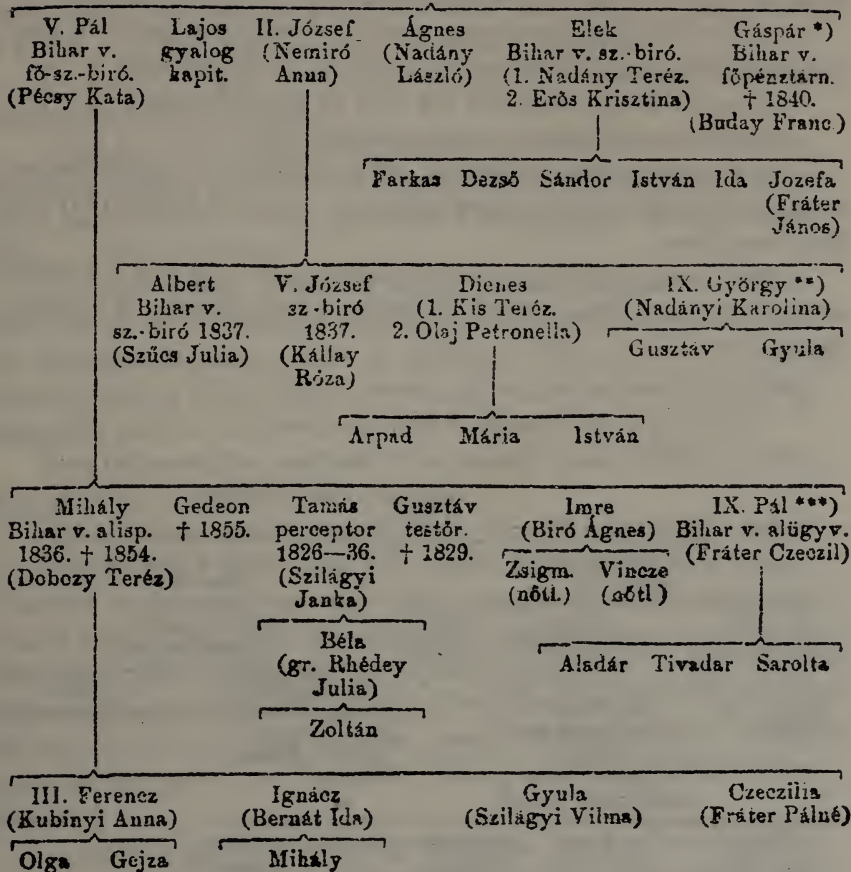 V. Pál Lajos II. József Ágnes Elek Gáspár *)
Bihar v. gyalog (Nemiró (Nadány Bihar v. sz.-biró. Bihar v.
fő-sz.-biró. kapit. Anna) László) (1. Nadány Teréz. főpénztárn.
(Pécsy Kata) 2. Erős Krisztina) † 1840.
(Buday Franc.)
Farkas Dezső Sándor István Ida Jozefa
(Fráter
János)
Albert V. József Dienes IX. György **)
Bihar v. sz.-biró (1. Kis Teréz. (Nadányi Karolina)
sz.-biró 1837. 1837. 2. Olaj Petronella) Gusztáv Gyula
(Szűcs Julia) (Kállay
Róza)
Arpad Mária István
Mihály Gedeon Tamás Gusztáv Imre IX. Pál ***)
Bihar v. alisp. † 1855. perceptor testőr. (Biró Ágnes) Bihar v. alügyv.
1836. † 1854. 1826—36. † 1829. (Fráter Czeczil)
(Dobozy Teréz) (Szilágyi Zsigm. Vincze
Janka) (nőtl.) (nőtl.)
Béla
(gr. Rhédey Aladár Tivadar Sarolta
Julia)
Zoltán
III. Ferencz Ignácz Gyula Czeczilia
(Kubinyi Anna) (Bernát Ida) (Szilágyi Vilma) (Fráter Pálné)
Olga Gejza Mihály